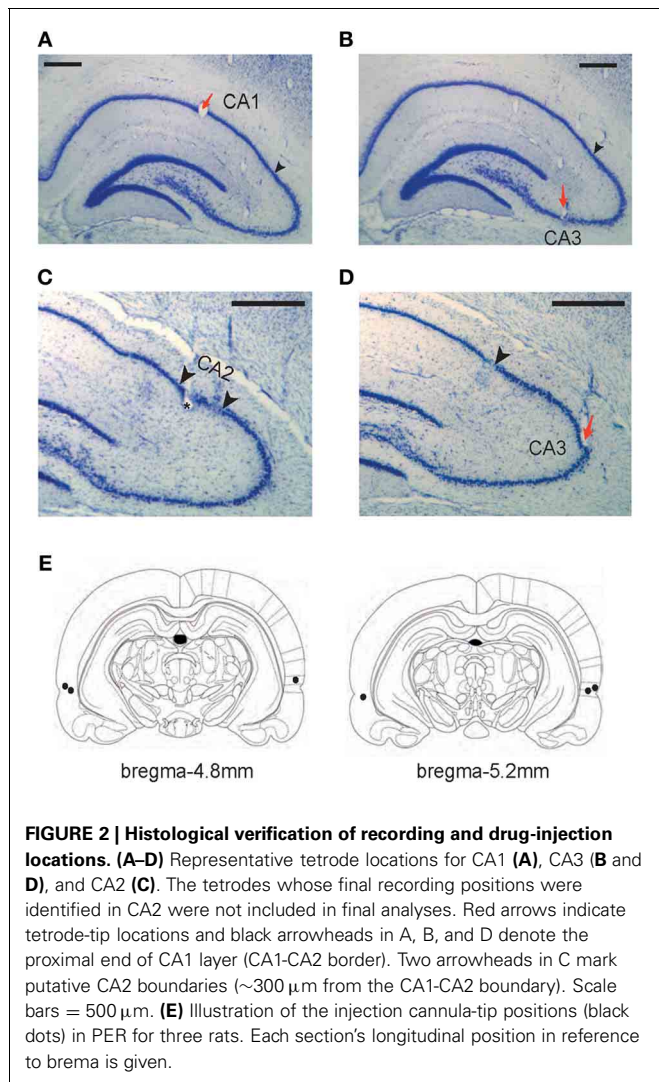 A
B
CA1
CA3
C
D
CA2
*
CA3
E
bregma-4.8mm
bregma-5.2mm
FIGURE 2 | Histological verification of recording and drug-injection
locations. (A–D) Representative tetrode locations for CA1 (A), CA3 (B and
D), and CA2 (C). The tetrodes whose final recording positions were
identified in CA2 were not included in final analyses. Red arrows indicate
tetrode-tip locations and black arrowheads in A, B, and D denote the
proximal end of CA1 layer (CA1-CA2 border). Two arrowheads in C mark
putative CA2 boundaries (~300 μm from the CA1-CA2 boundary). Scale
bars = 500 μm. (E) Illustration of the injection cannula-tip positions (black
dots) in PER for three rats. Each section's longitudinal position in reference
to brema is given.